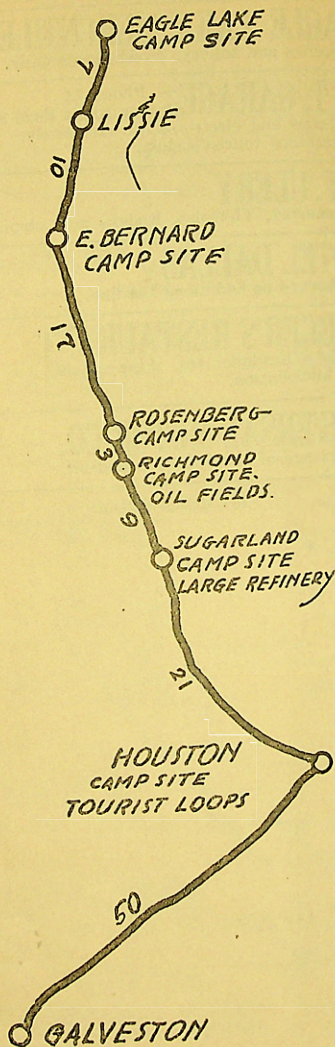 EAGLE LAKE
CAMP SITE
7
LISSIE
10
E. BERNARD
CAMP SITE
21
ROSENBERG-
CAMP SITE
3
RICHMOND
CAMP SITE.
OIL FIELDS.
9
SUGARLAND
CAMP SITE
LARGE REFINERY
21
HOUSTON
CAMP SITE
TOURIST LOOPS
50
GALVESTON